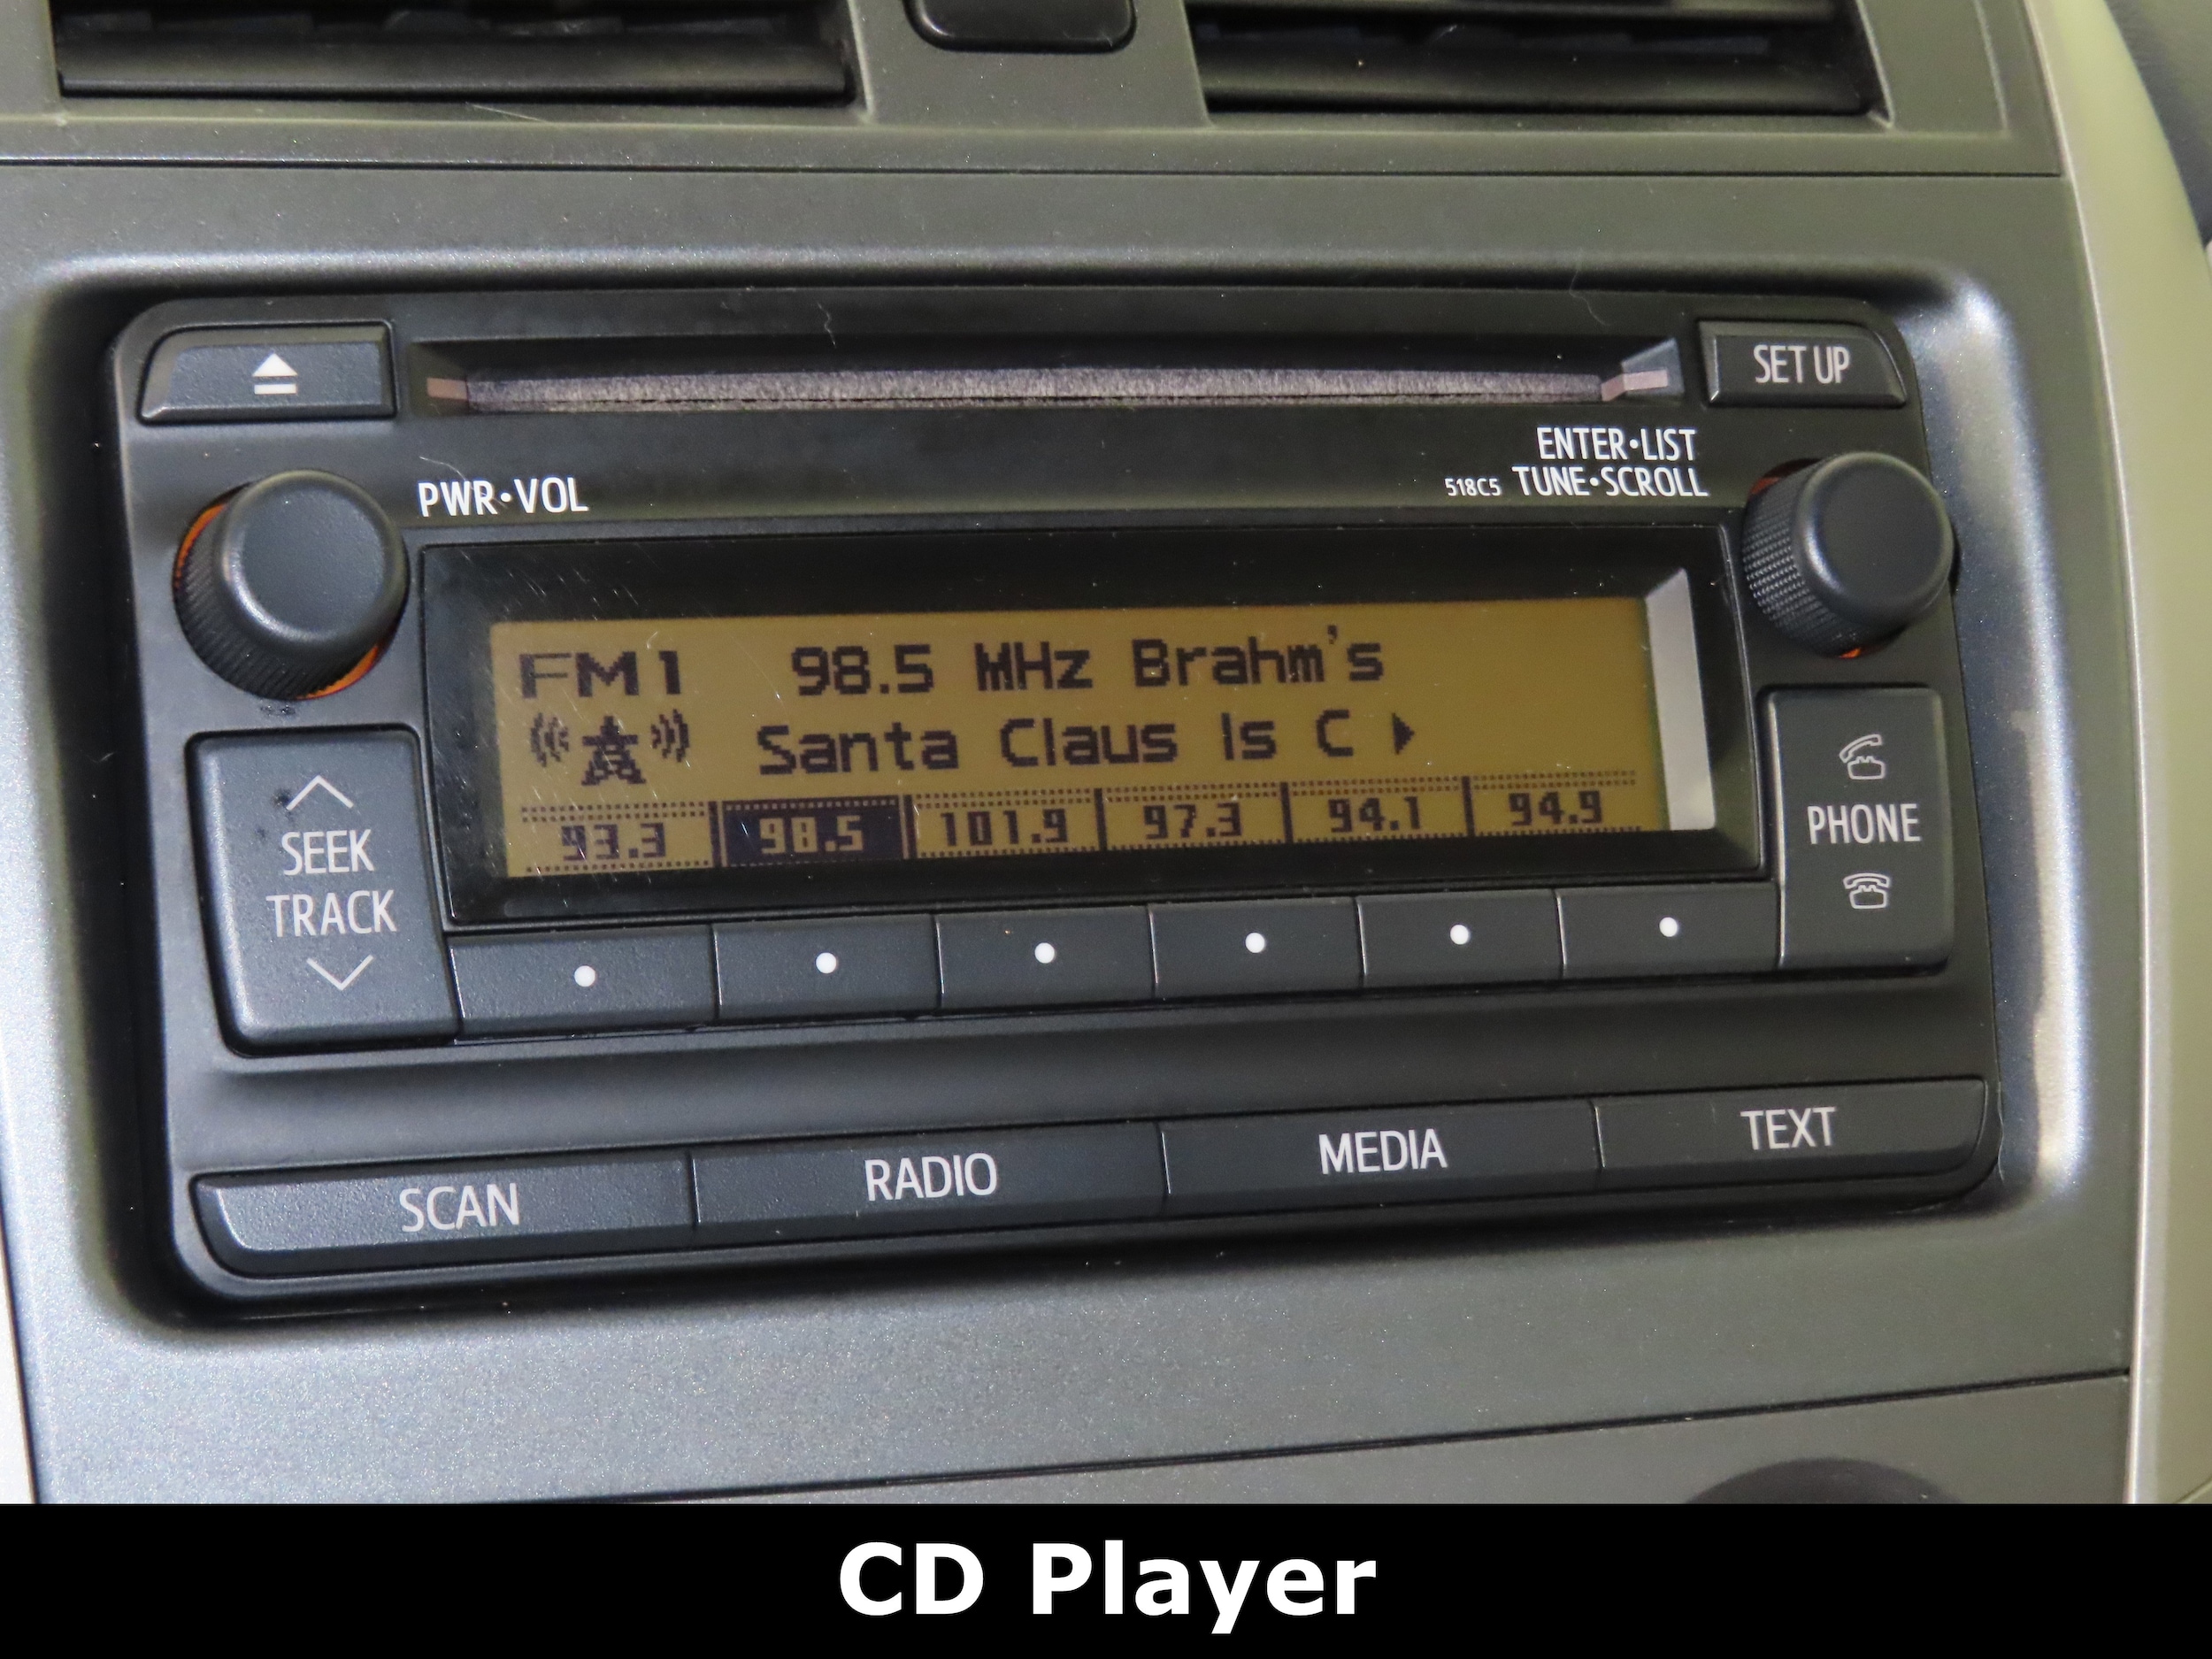 SET UP
ENTER•LIST
PWR•VOL
518C5 TUNE•SCROLL
FM1 98.5 MHz Brahm's
Santa Claus Is C
93.3 98.5 101.9 97.3 94.1 94.9
SEEK
TRACK
PHONE
SCAN RADIO MEDIA TEXT
CD Player